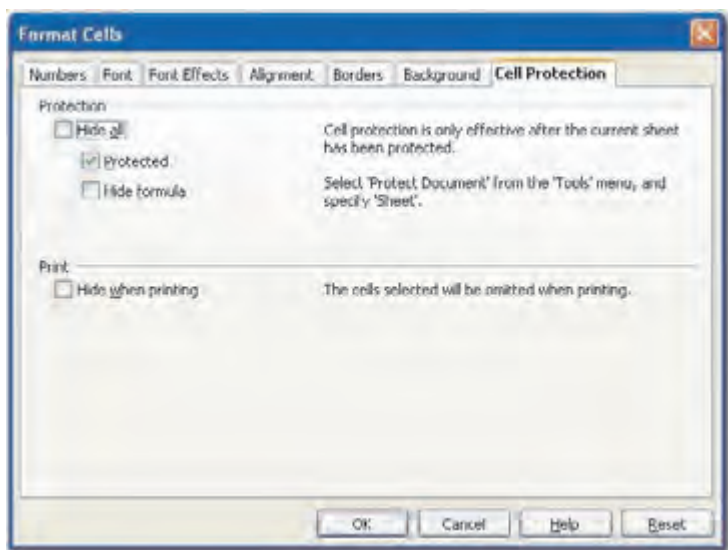 Format Cells
Numbers Font Font Effects Alignment Borders Background Cell Protection
Protection
Hide all
Protected
Hide formula
Cell protection is only effective after the current sheet
has been protected.
Select 'Protect Document' from the 'Tools' menu, and
specify 'Sheet'.
Print
Hide when printing
The cells selected will be omitted when printing.
OK Cancel Help Reset